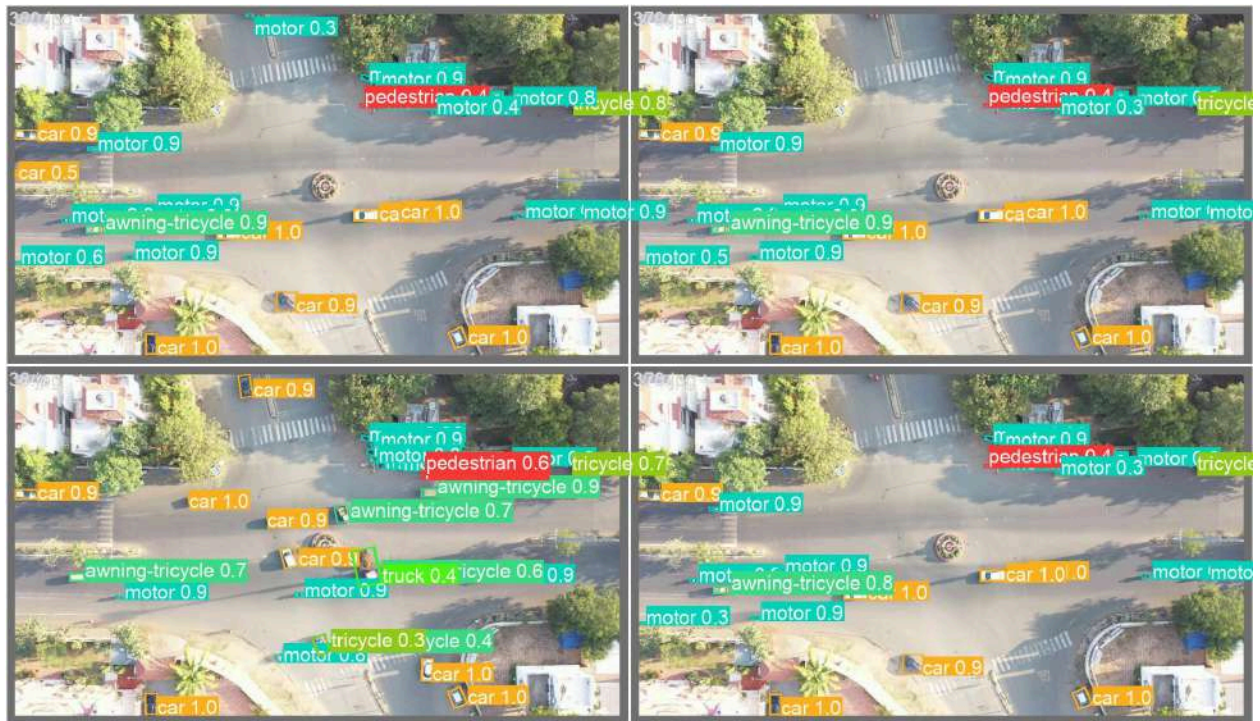 motor 0.3
motor 0.9
pedestrian 0.4
motor 0.4
motor 0.8
tricycle 0.8
car 0.9
motor 0.9
car 0.5
motor 0.9
awning-tricycle 0.9
car 1.0
car 1.0
motor 0.9
motor 0.6
motor 0.9
car 0.9
car 1.0
car 1.0
motor 0.9
pedestrian 0.4
motor 0.3
tricycle
car 0.9
motor 0.9
motor 0.9
awning-tricycle 0.9
car 1.0
car 1.0
motor
motor 0.5
motor 0.9
car 0.9
car 1.0
car 1.0
car 0.9
motor 0.9
pedestrian 0.6
tricycle 0.7
awning-tricycle 0.9
car 0.9
car 1.0
awning-tricycle 0.7
car 0.9
car 0.9
awning-tricycle 0.7
truck 0.4
tricycle 0.6
0.9
motor 0.9
motor 0.9
tricycle 0.3
cycle 0.4
car 1.0
car 1.0
car 1.0
motor 0.9
pedestrian 0.4
motor 0.3
tricycle
car 0.9
motor 0.9
motor 0.9
awning-tricycle 0.8
car 1.0
car 1.0
motor
motor 0.3
motor 0.9
car 0.9
car 1.0
car 1.0